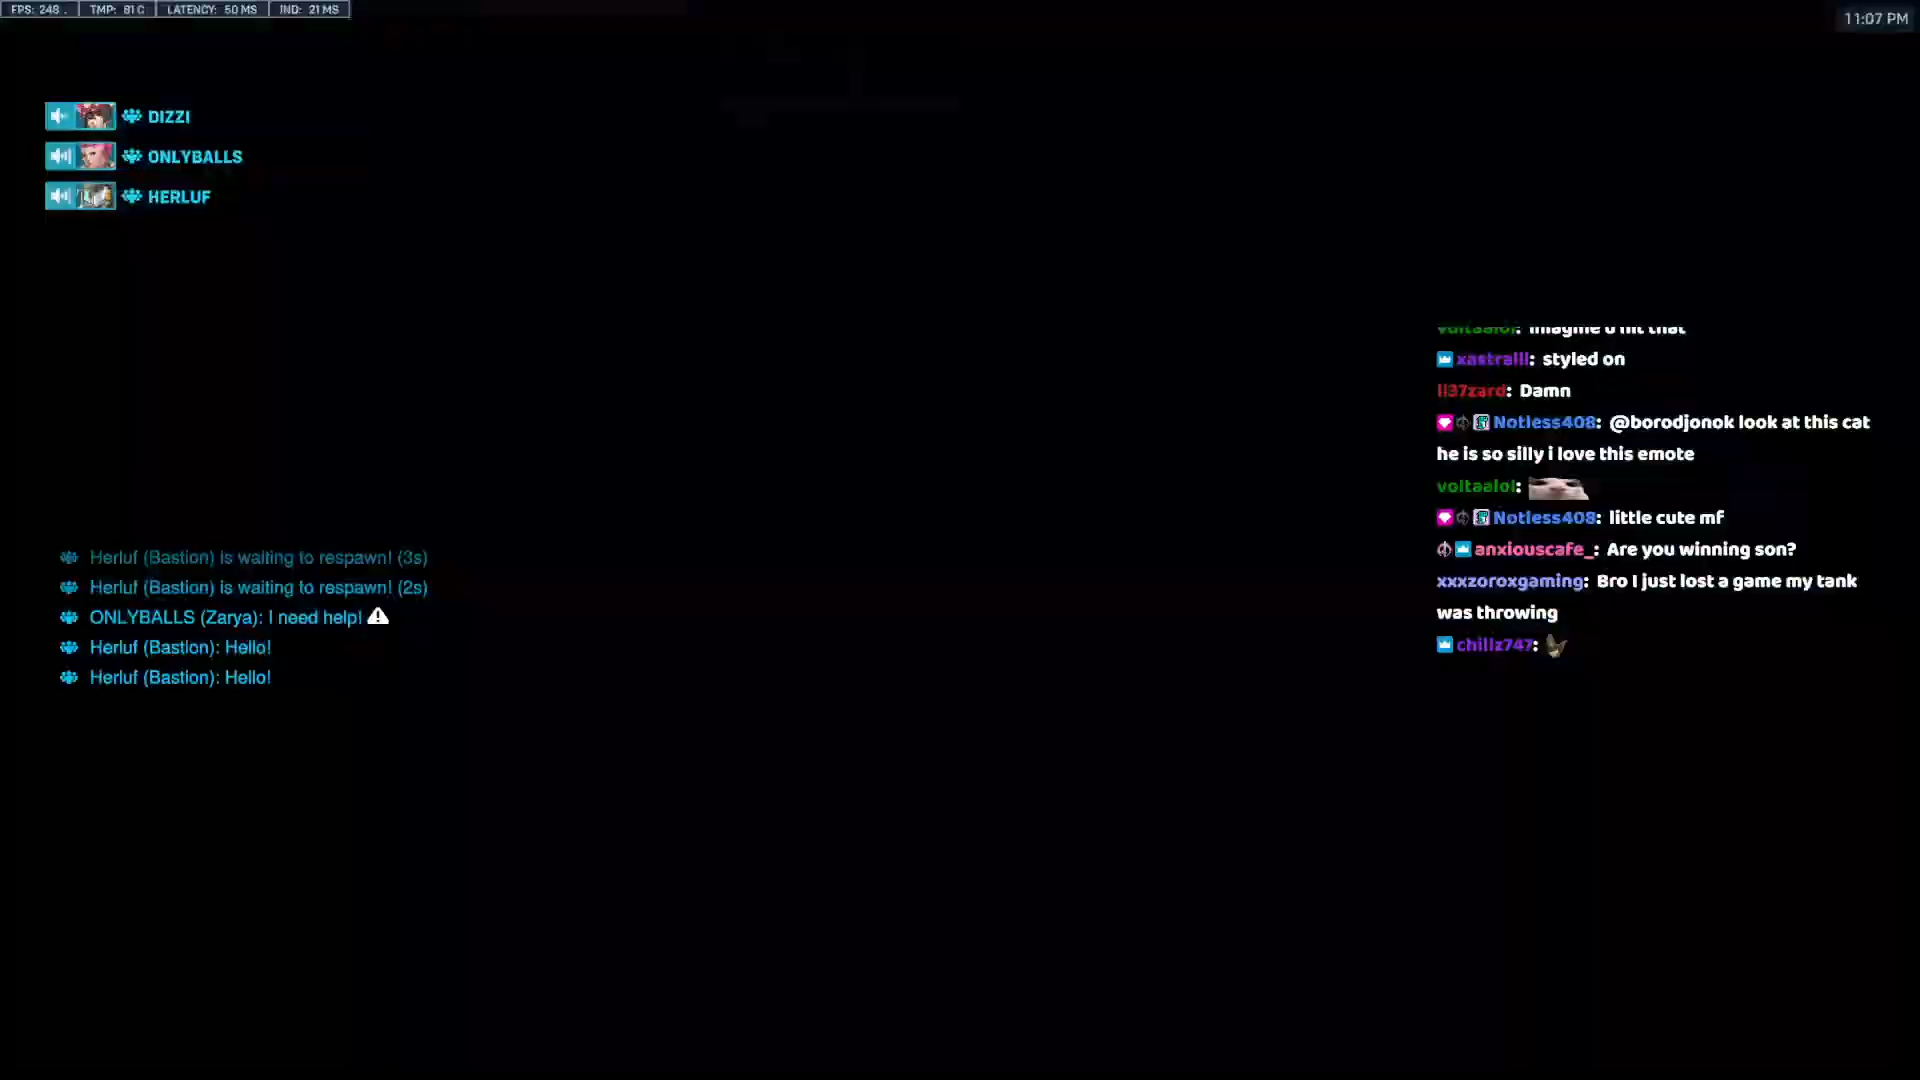 FPS: 248 TMP: 81 C LATENCY: 50 MS IND: 21 MS
11:07 PM
DIZZI
ONLYBALLS
HERLUF
voltaalol: imagine u hit that
xastralll: styled on
ll37zard: Damn
Notless408: @borodjonok look at this cat
he is so silly i love this emote
voltaalol:
Notless408: little cute mf
anxiouscafe_: Are you winning son?
xxxzoroxgaming: Bro I just lost a game my tank
was throwing
chillz747:
Herluf (Bastion) is waiting to respawn! (3s)
Herluf (Bastion) is waiting to respawn! (2s)
ONLYBALLS (Zarya): I need help!
Herluf (Bastion): Hello!
Herluf (Bastion): Hello!